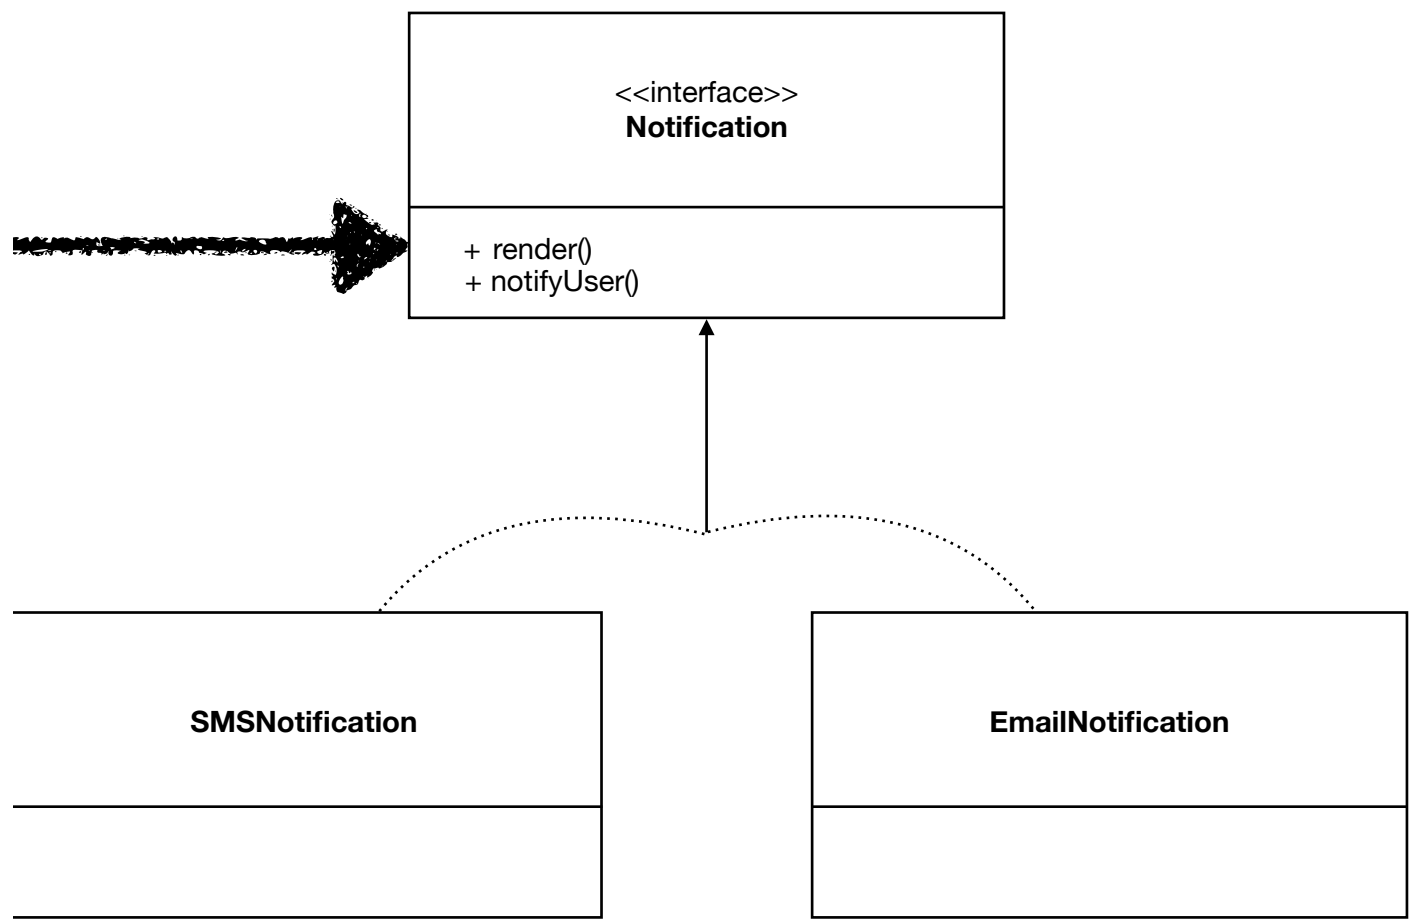 <<interface>>
Notification
+ render()
+ notifyUser()
SMSNotification
EmailNotification